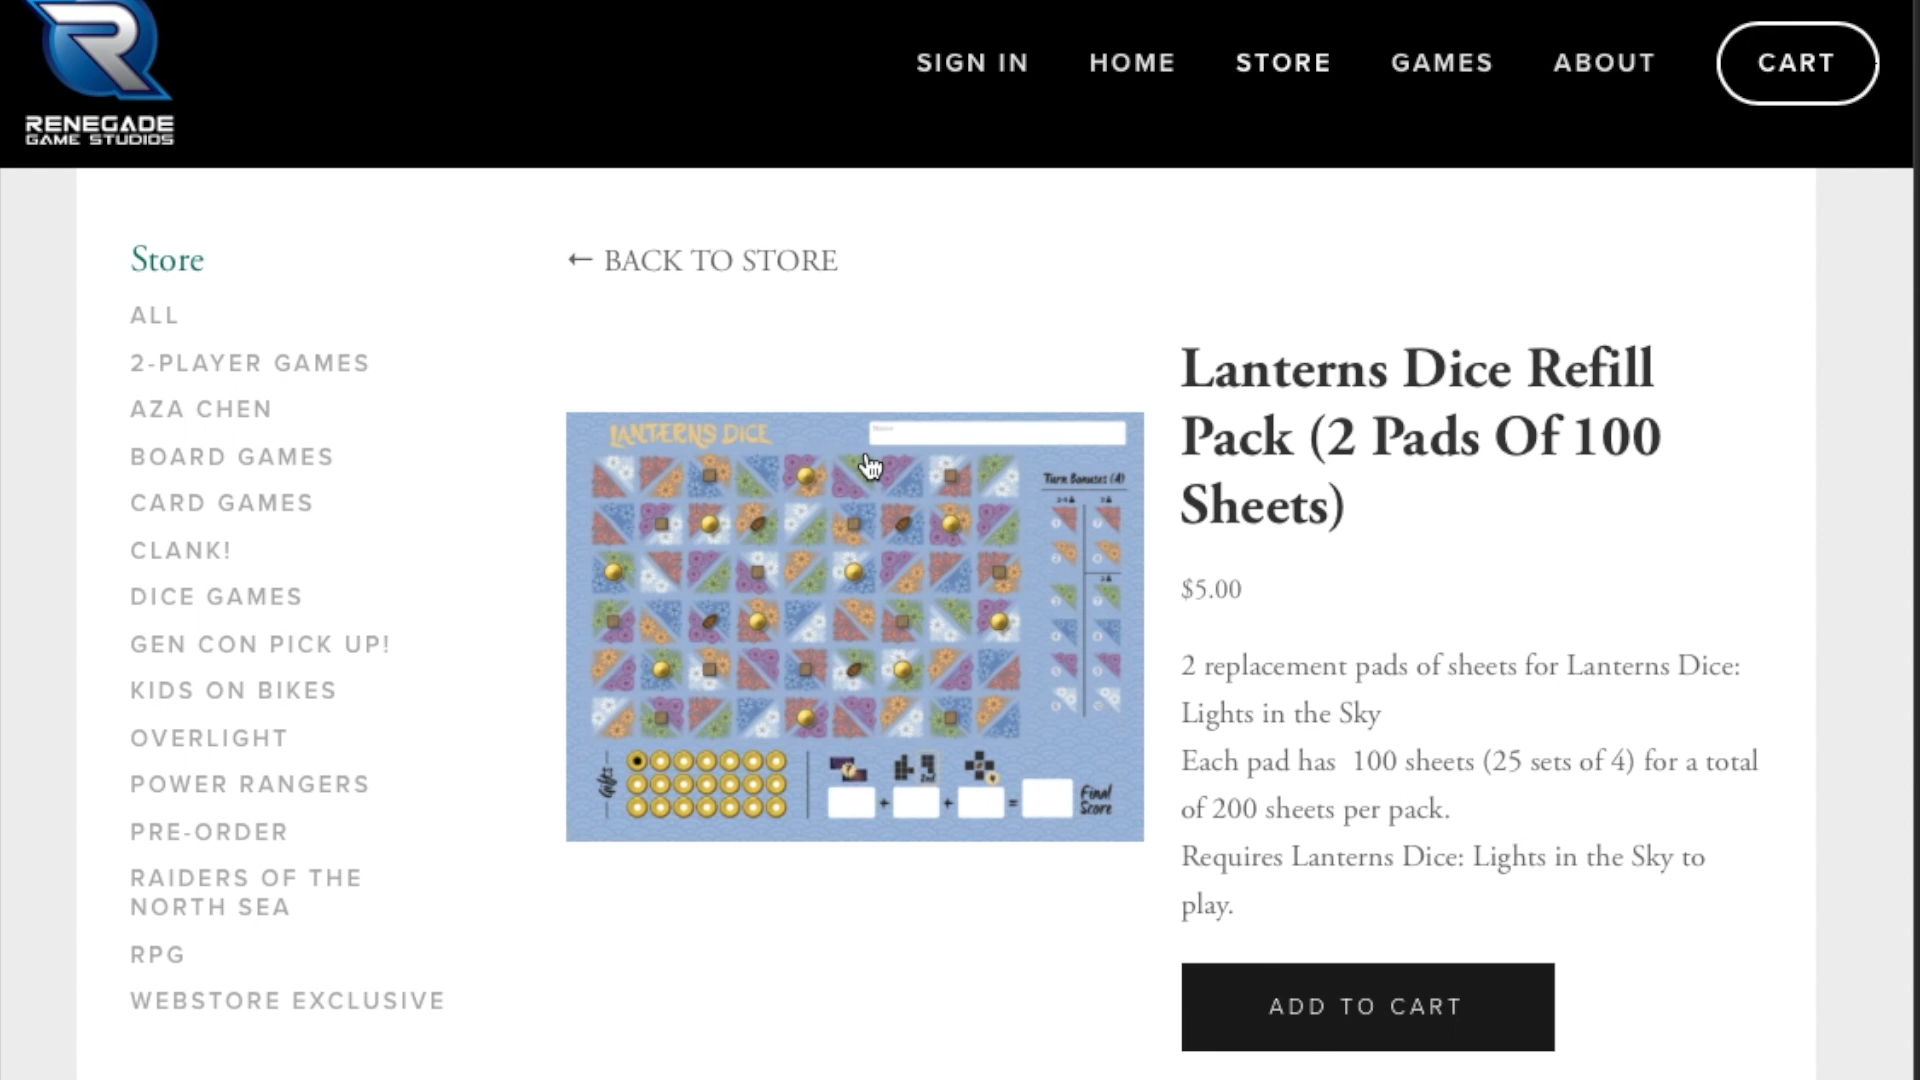 RENEGADE
GAME STUDIOS
SIGN IN
HOME
STORE
GAMES
ABOUT
CART
Store
ALL
2-PLAYER GAMES
AZA CHEN
BOARD GAMES
CARD GAMES
CLANK!
DICE GAMES
GEN CON PICK UP!
KIDS ON BIKES
OVERLIGHT
POWER RANGERS
PRE-ORDER
RAIDERS OF THE
NORTH SEA
RPG
WEBSTORE EXCLUSIVE
← BACK TO STORE
LANTERNS DICE
Turn Bonuses (4)
Gifts
+
+
=
Final
Score
Lanterns Dice Refill
Pack (2 Pads Of 100
Sheets)
$5.00
2 replacement pads of sheets for Lanterns Dice:
Lights in the Sky
Each pad has 100 sheets (25 sets of 4) for a total
of 200 sheets per pack.
Requires Lanterns Dice: Lights in the Sky to
play.
ADD TO CART